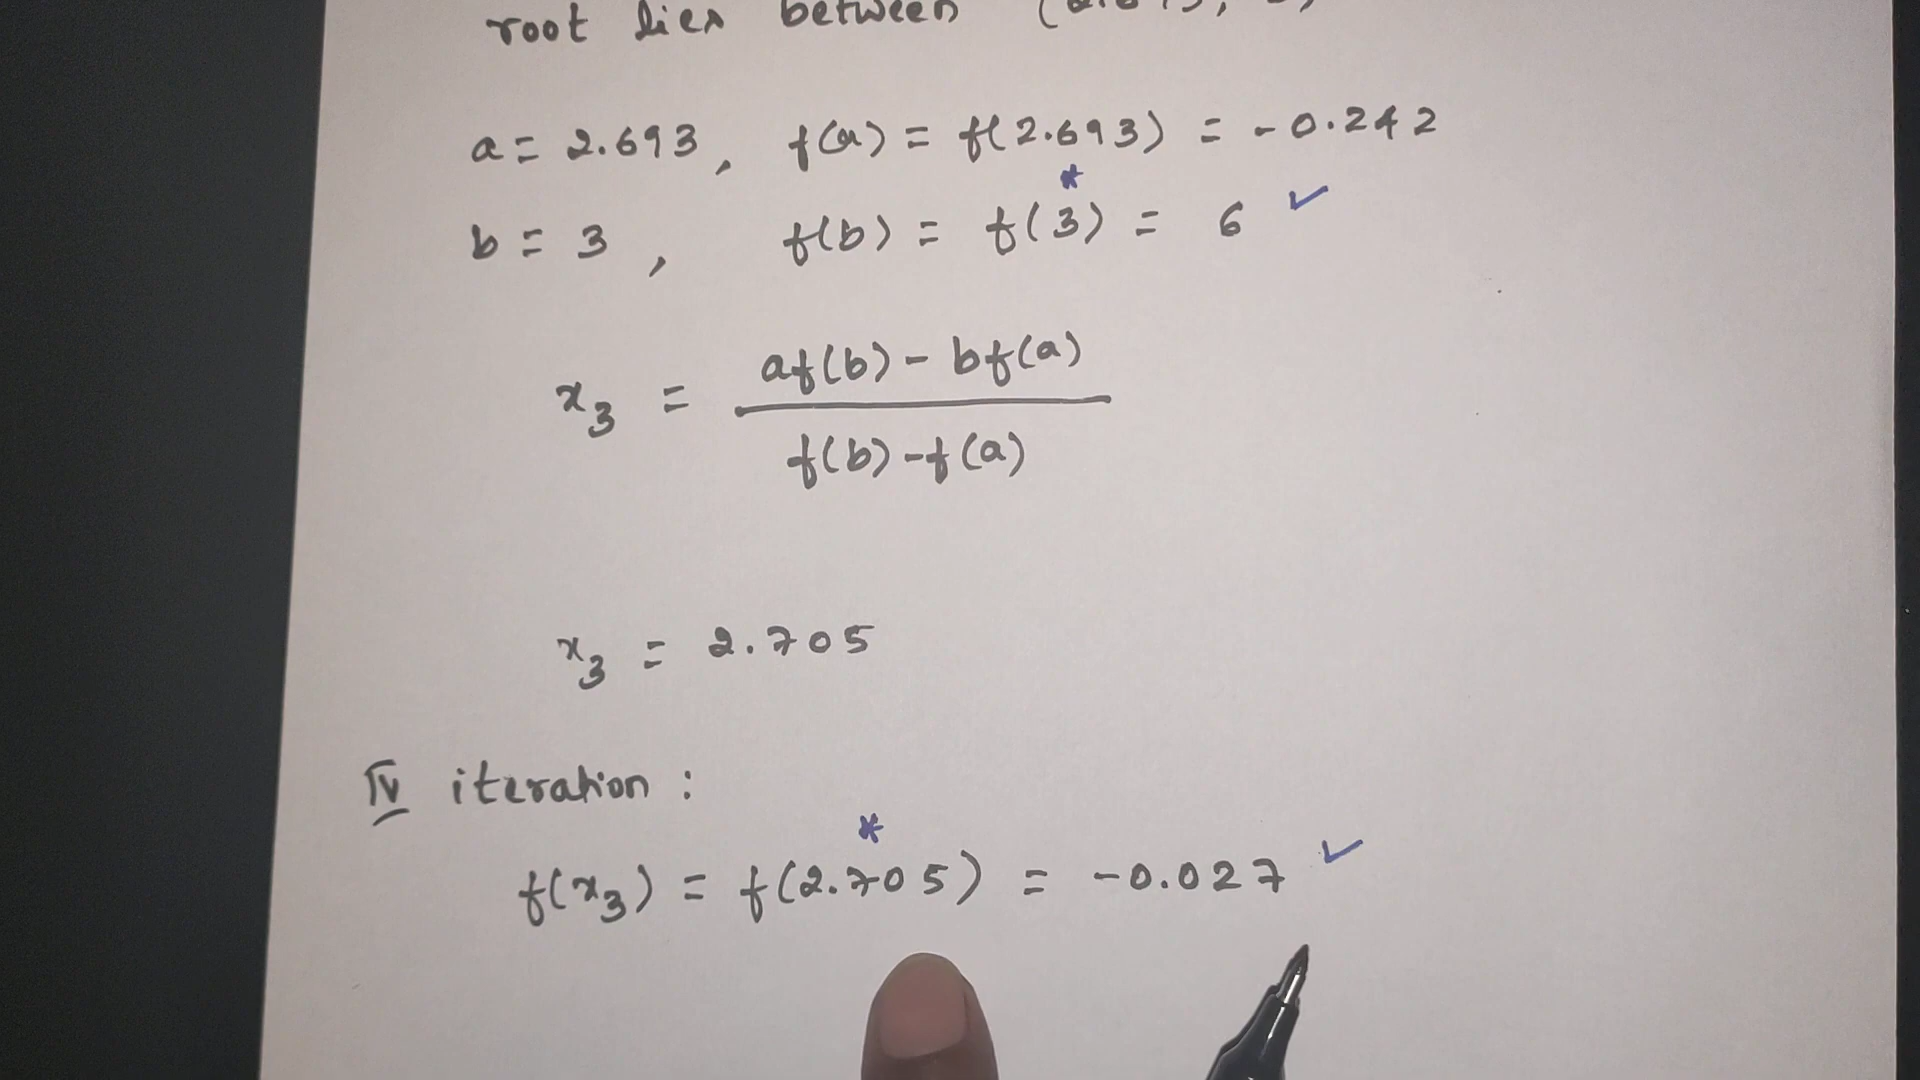 root lies between
a = 2.693, f(a) = f(2.693) = -0.242
*
b = 3, f(b) = f(3) = 6 ✓
x₃ = af(b) - bf(a)
f(b) - f(a)
x₃ = 2.705
IV iteration :
*
f(x₃) = f(2.705) = -0.027 ✓